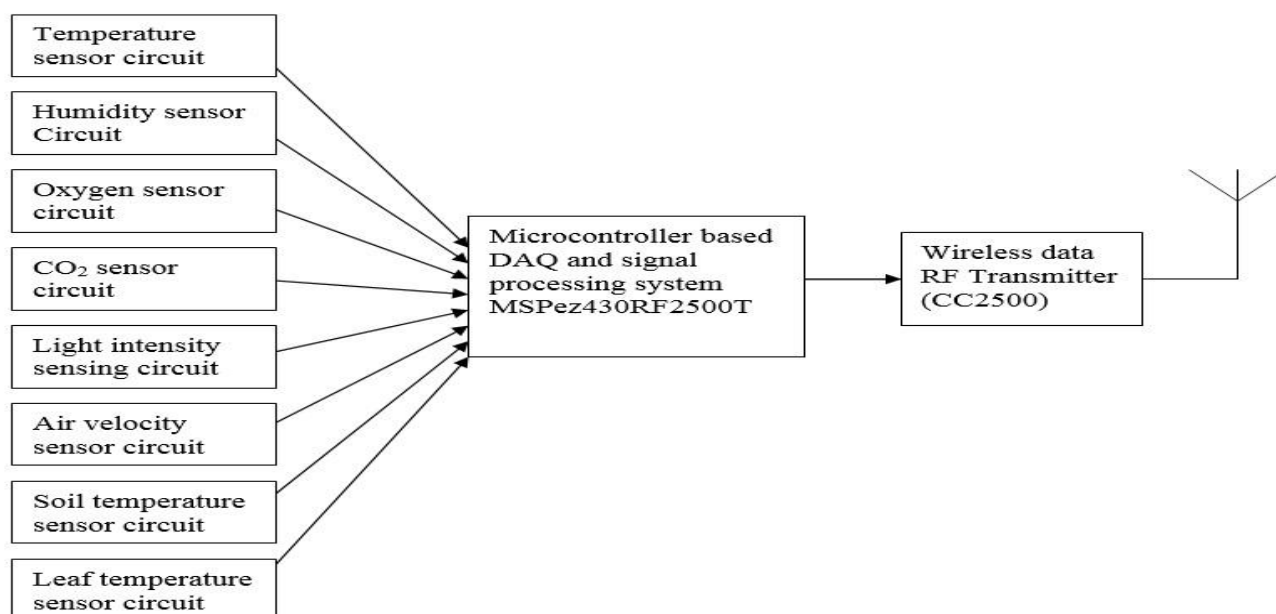 Temperature
sensor circuit
Humidity sensor
Circuit
Oxygen sensor
circuit
CO₂ sensor
circuit
Light intensity
sensing circuit
Air velocity
sensor circuit
Soil temperature
sensor circuit
Leaf temperature
sensor circuit
Microcontroller based
DAQ and signal
processing system
MSPez430RF2500T
Wireless data
RF Transmitter
(CC2500)